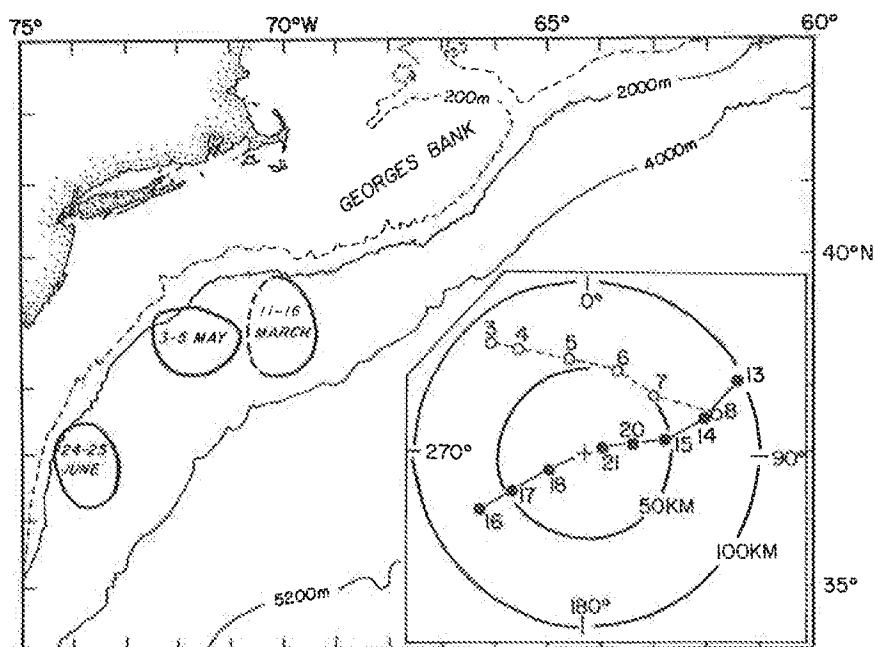 75° 70°W 65° 60°
200m
2000m
4000m
GEORGES BANK
40°N
11-16
MARCH
3-8 MAY
24-25
JUNE
5200m
35°
0°
3 4 5 6 7 8
13
14
15
20
21
18
17
16
270°
90°
50KM
100KM
180°